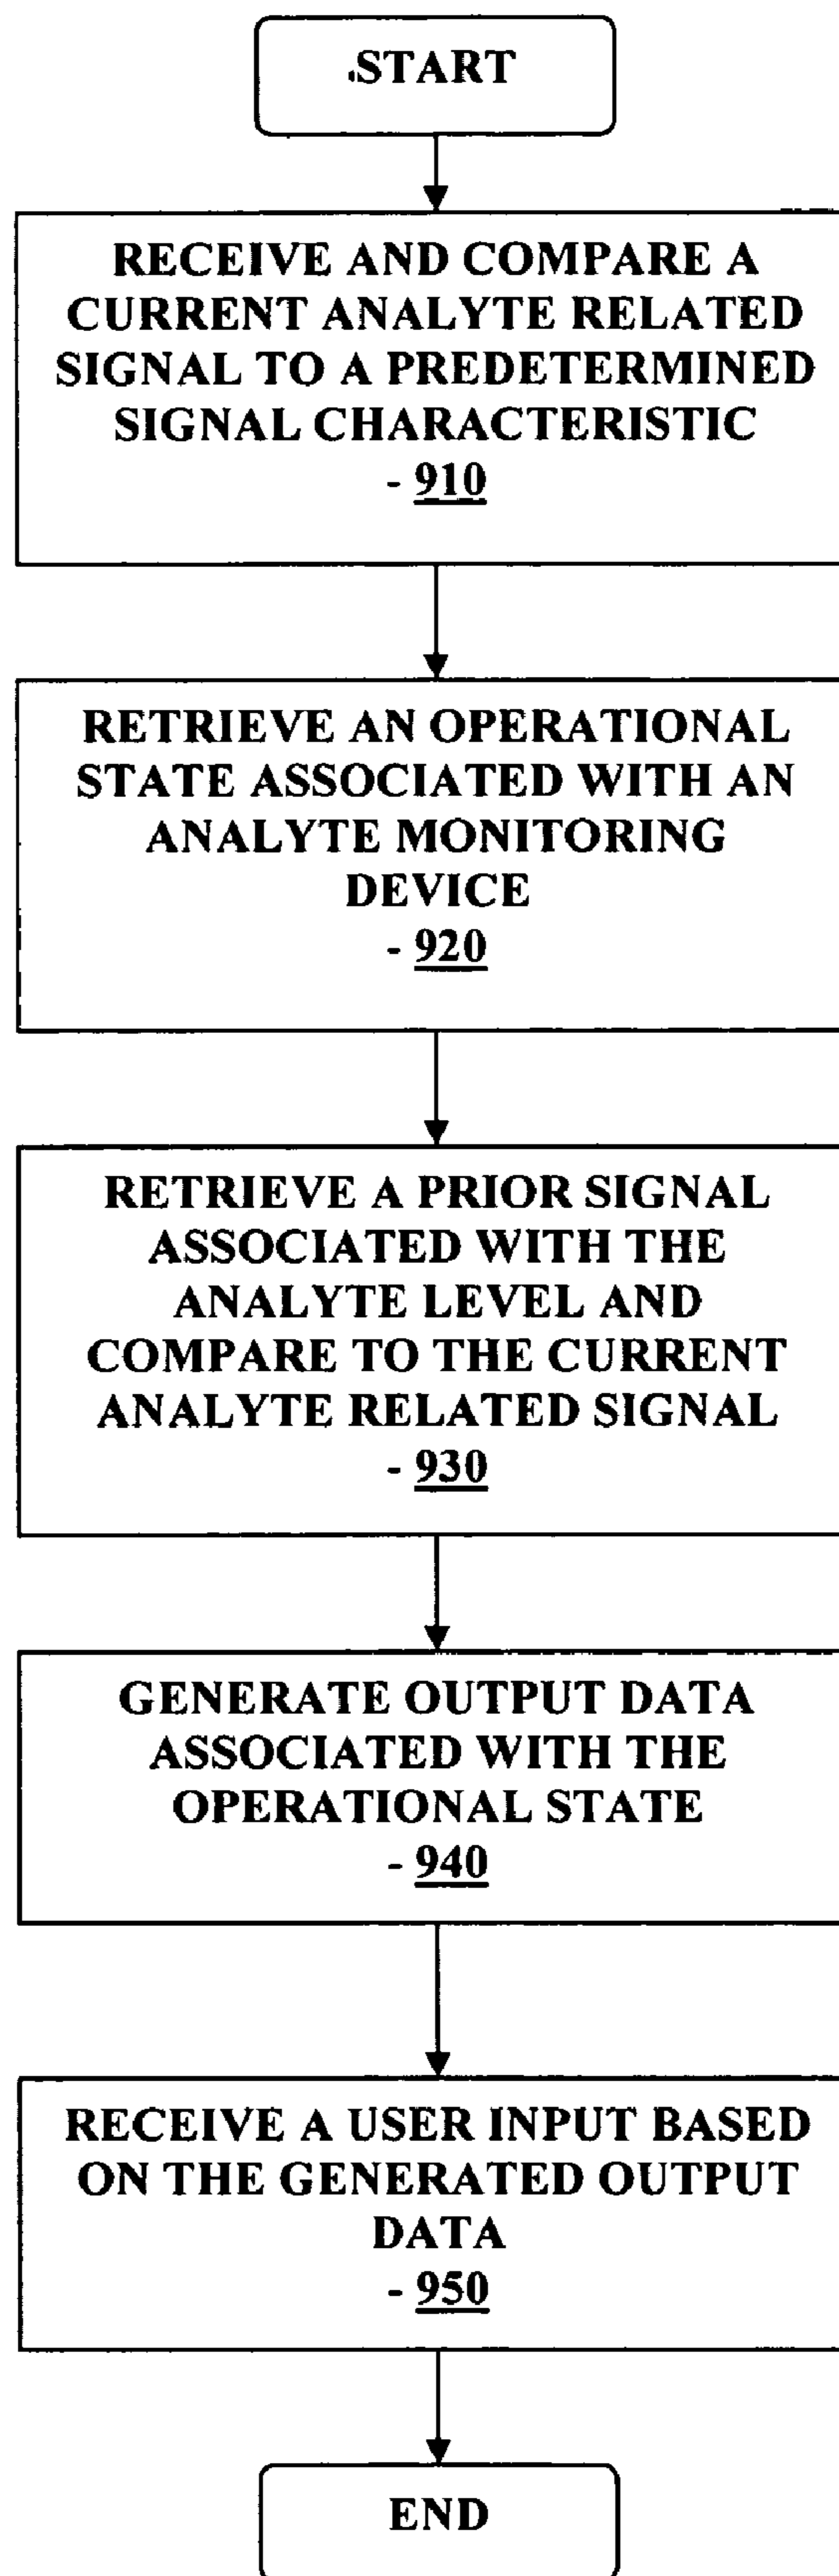 START
RECEIVE AND COMPARE A
CURRENT ANALYTE RELATED
SIGNAL TO A PREDETERMINED
SIGNAL CHARACTERISTIC
- 910
RETRIEVE AN OPERATIONAL
STATE ASSOCIATED WITH AN
ANALYTE MONITORING
DEVICE
- 920
RETRIEVE A PRIOR SIGNAL
ASSOCIATED WITH THE
ANALYTE LEVEL AND
COMPARE TO THE CURRENT
ANALYTE RELATED SIGNAL
- 930
GENERATE OUTPUT DATA
ASSOCIATED WITH THE
OPERATIONAL STATE
- 940
RECEIVE A USER INPUT BASED
ON THE GENERATED OUTPUT
DATA
- 950
END